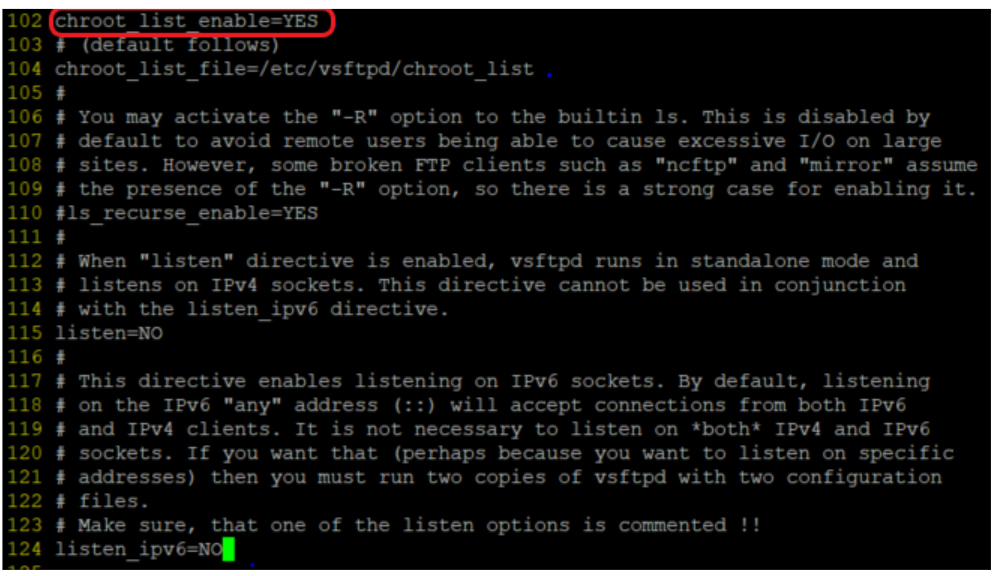 102 chroot_list_enable=YES
103 # (default follows)
104 chroot_list_file=/etc/vsftpd/chroot_list .
105 #
106 # You may activate the "-R" option to the builtin ls. This is disabled by
107 # default to avoid remote users being able to cause excessive I/O on large
108 # sites. However, some broken FTP clients such as "ncftp" and "mirror" assume
109 # the presence of the "-R" option, so there is a strong case for enabling it.
110 #ls_recurse_enable=YES
111 #
112 # When "listen" directive is enabled, vsftpd runs in standalone mode and
113 # listens on IPv4 sockets. This directive cannot be used in conjunction
114 # with the listen_ipv6 directive.
115 listen=NO
116 #
117 # This directive enables listening on IPv6 sockets. By default, listening
118 # on the IPv6 "any" address (::) will accept connections from both IPv6
119 # and IPv4 clients. It is not necessary to listen on *both* IPv4 and IPv6
120 # sockets. If you want that (perhaps because you want to listen on specific
121 # addresses) then you must run two copies of vsftpd with two configuration
122 # files.
123 # Make sure, that one of the listen options is commented !!
124 listen_ipv6=NO